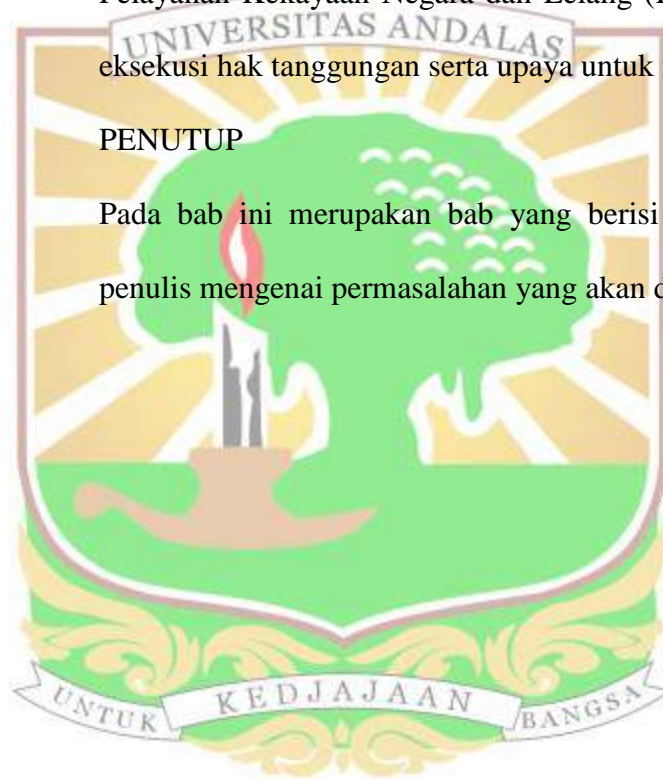 Pelayanan Kekayaan Negara dan Lelang
UNIVERSITAS ANDALAS
eksekusi hak tanggungan serta upaya untuk
PENUTUP
Pada bab ini merupakan bab yang berisi
penulis mengenai permasalahan yang akan
UNTUK KEDJAJAAN BANGSA